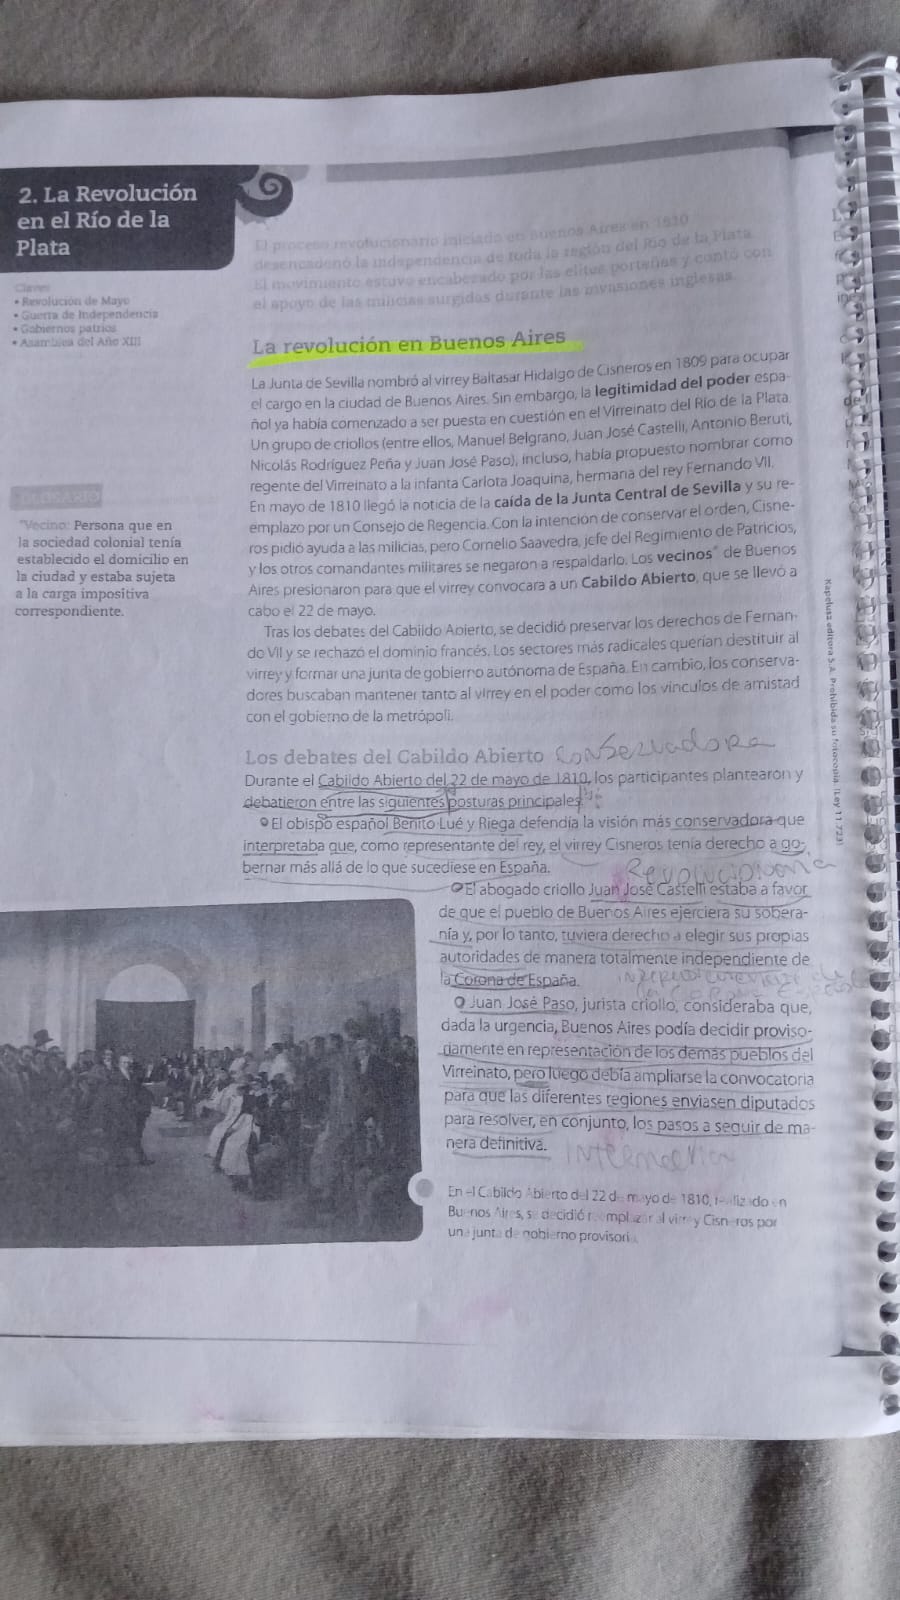 2. La Revolución
en el Río de la
Plata
Claves
• Revolución de Mayo
• Guerra de Independencia
• Gobiernos patrios
• Asamblea del Año XIII
El proceso revolucionario iniciado en Buenos Aires en 1810
desencadenó la independencia de toda la región del Río de la Plata.
El movimiento estuvo encabezado por las elites porteñas y contó con
el apoyo de las milicias surgidas durante las invasiones inglesas.
La revolución en Buenos Aires
La Junta de Sevilla nombró al virrey Baltasar Hidalgo de Cisneros en 1809 para ocupar
el cargo en la ciudad de Buenos Aires. Sin embargo, la legitimidad del poder espa-
ñol ya había comenzado a ser puesta en cuestión en el Virreinato del Río de la Plata.
Un grupo de criollos (entre ellos, Manuel Belgrano, Juan José Castelli, Antonio Beruti,
Nicolás Rodríguez Peña y Juan José Paso), incluso, había propuesto nombrar como
regente del Virreinato a la infanta Carlota Joaquina, hermana del rey Fernando VII.
En mayo de 1810 llegó la noticia de la caída de la Junta Central de Sevilla y su re-
emplazo por un Consejo de Regencia. Con la intención de conservar el orden, Cisne-
ros pidió ayuda a las milicias, pero Cornelio Saavedra, jefe del Regimiento de Patricios,
y los otros comandantes militares se negaron a respaldarlo. Los vecinos* de Buenos
Aires presionaron para que el virrey convocara a un Cabildo Abierto, que se llevó a
cabo el 22 de mayo.
Tras los debates del Cabildo Abierto, se decidió preservar los derechos de Fernan-
do VII y se rechazó el dominio francés. Los sectores más radicales querían destituir al
virrey y formar una junta de gobierno autónoma de España. En cambio, los conserva-
dores buscaban mantener tanto al virrey en el poder como los vínculos de amistad
con el gobierno de la metrópoli.
GLOSARIO
*Vecino: Persona que en
la sociedad colonial tenía
establecido el domicilio en
la ciudad y estaba sujeta
a la carga impositiva
correspondiente.
Los debates del Cabildo Abierto conservadora
Durante el Cabildo Abierto del 22 de mayo de 1810, los participantes plantearon y
debatieron entre las siguientes posturas principales.
El obispo español Benito Lué y Riega defendía la visión más conservadora que
interpretaba que, como representante del rey, el virrey Cisneros tenía derecho a go-
bernar más allá de lo que sucediese en España.
Revolucionaria
El abogado criollo Juan José Castelli estaba a favor
de que el pueblo de Buenos Aires ejerciera su sobera-
nía y, por lo tanto, tuviera derecho a elegir sus propias
autoridades de manera totalmente independiente de
la Corona de España.
Juan José Paso, jurista criollo, consideraba que,
dada la urgencia, Buenos Aires podía decidir proviso-
riamente en representación de los demás pueblos del
Virreinato, pero luego debía ampliarse la convocatoria
para que las diferentes regiones enviasen diputados
para resolver, en conjunto, los pasos a seguir de ma-
nera definitiva.
En el Cabildo Abierto del 22 de mayo de 1810, realizado en
Buenos Aires, se decidió reemplazar al virrey Cisneros por
una junta de gobierno provisoria.
Kapelusz editora S.A. Prohibida su fotocopia. (Ley 11.723)